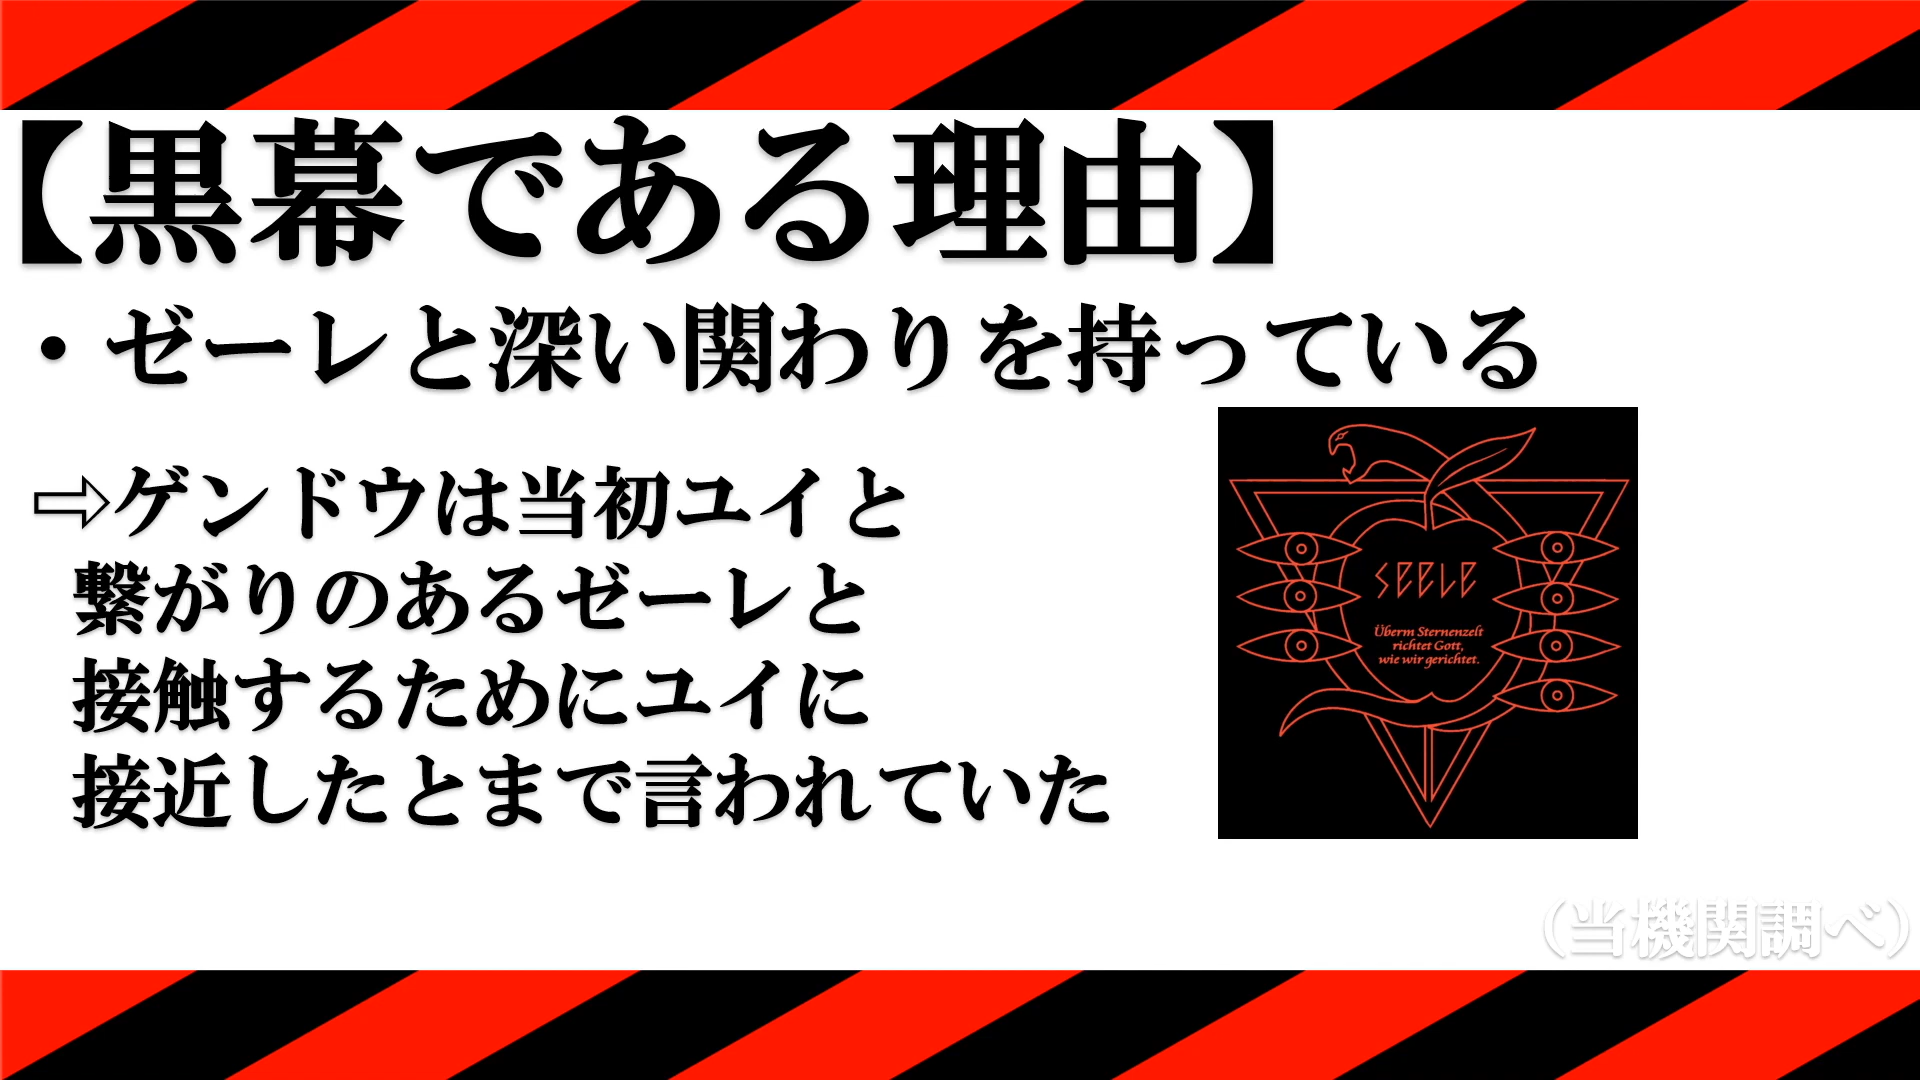 【黒幕である理由】
・ゼーレと深い関わりを持っている
⇨ゲンドウは当初ユイと
繋がりのあるゼーレと
接触するためにユイに
接近したとまで言われていた
SEELE
Überm Sternenzelt
richtet Gott,
wie wir gerichtet.
（当機関調べ）